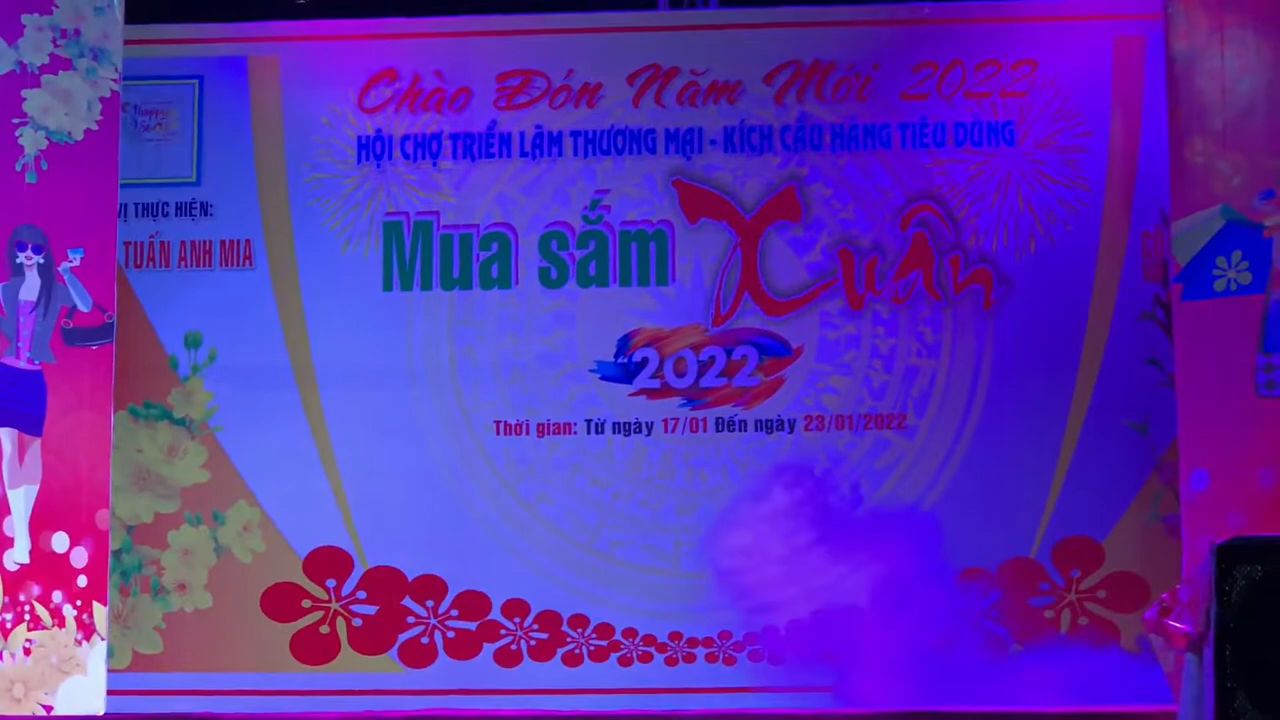 Chào Đón Năm Mới 2022
HỘI CHỢ TRIỂN LÃM THƯƠNG MẠI - KÍCH CẦU HÀNG TIÊU DÙNG
Mua sắm Xuân
2022
Thời gian: Từ ngày 17/01 Đến ngày 23/01/2022
VỊ THỰC HIỆN:
TUẤN ANH MIA